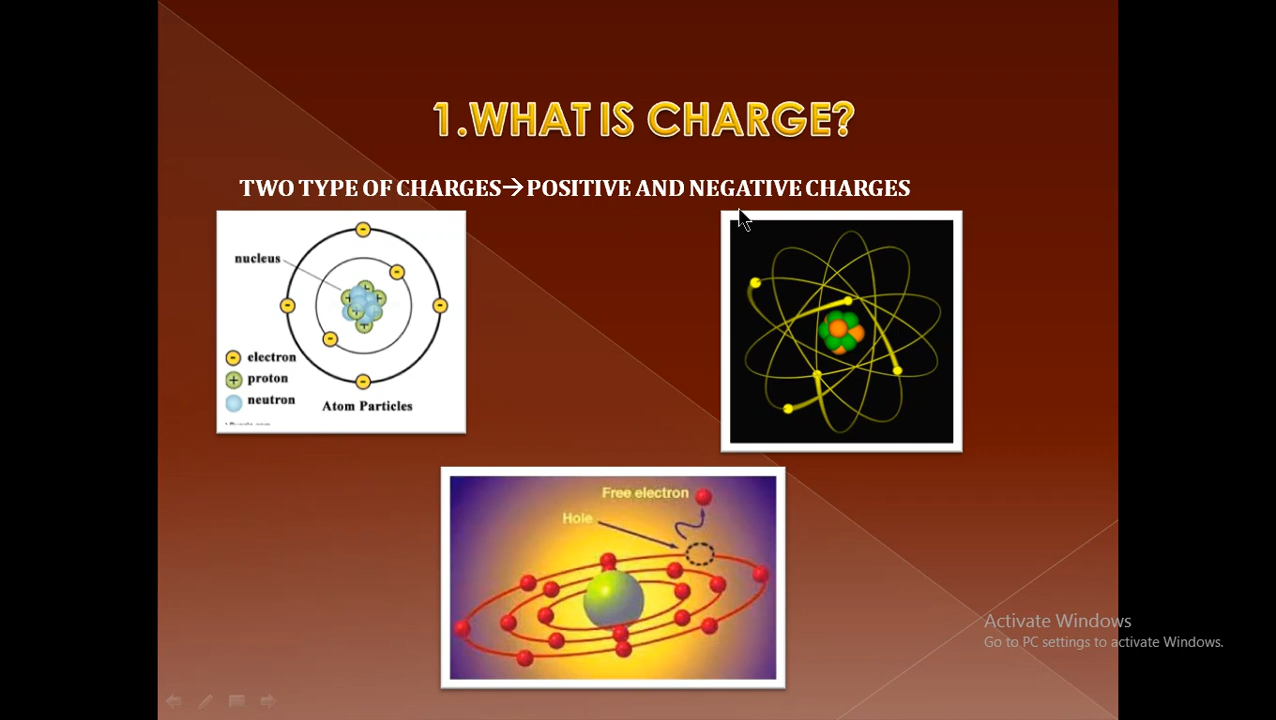 1.WHAT IS CHARGE?
TWO TYPE OF CHARGES→POSITIVE AND NEGATIVE CHARGES
nucleus
electron
proton
neutron
Atom Particles
Free electron
Hole
Activate Windows
Go to PC settings to activate Windows.